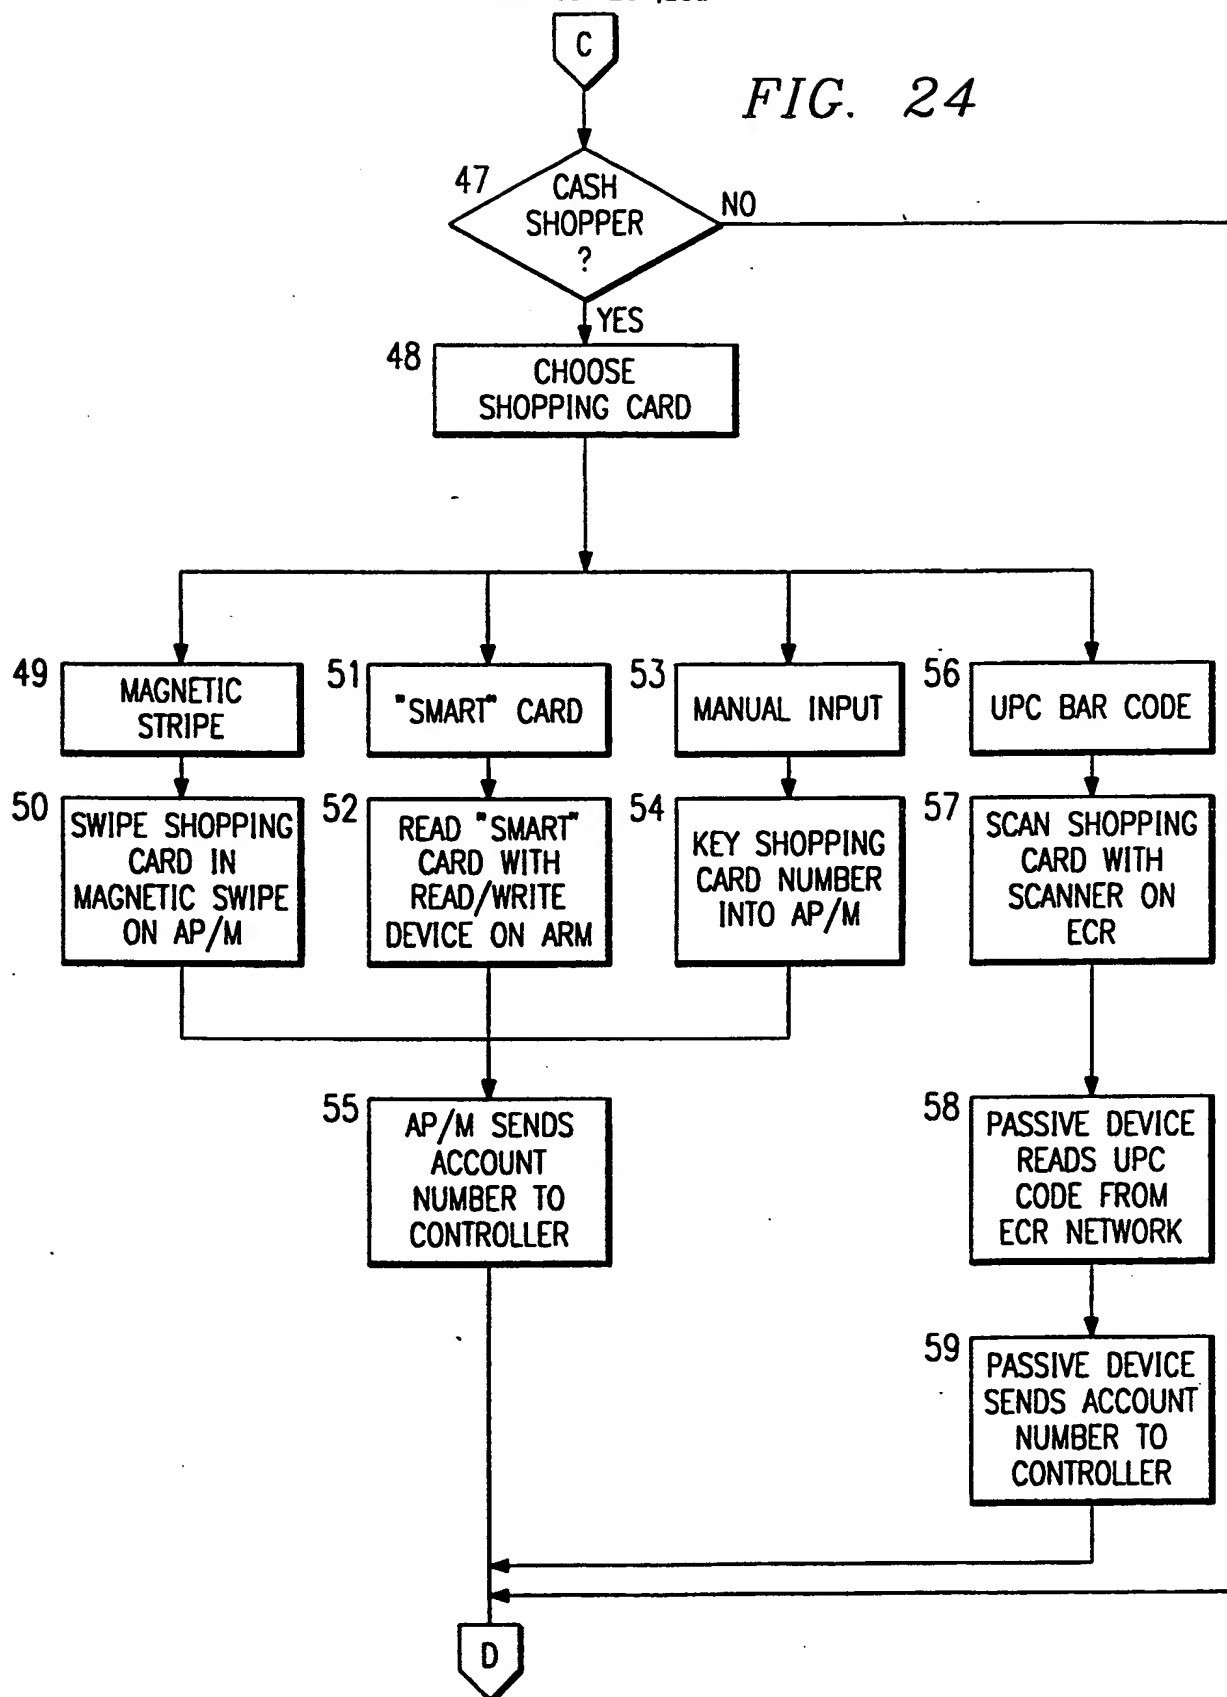 C
FIG. 24
47
CASH
SHOPPER
?
NO
YES
48
CHOOSE
SHOPPING CARD
49
MAGNETIC
STRIPE
51
"SMART" CARD
53
MANUAL INPUT
56
UPC BAR CODE
50
SWIPE SHOPPING
CARD IN
MAGNETIC SWIPE
ON AP/M
52
READ "SMART"
CARD WITH
READ/WRITE
DEVICE ON ARM
54
KEY SHOPPING
CARD NUMBER
INTO AP/M
57
SCAN SHOPPING
CARD WITH
SCANNER ON
ECR
55
AP/M SENDS
ACCOUNT
NUMBER TO
CONTROLLER
58
PASSIVE DEVICE
READS UPC
CODE FROM
ECR NETWORK
59
PASSIVE DEVICE
SENDS ACCOUNT
NUMBER TO
CONTROLLER
D